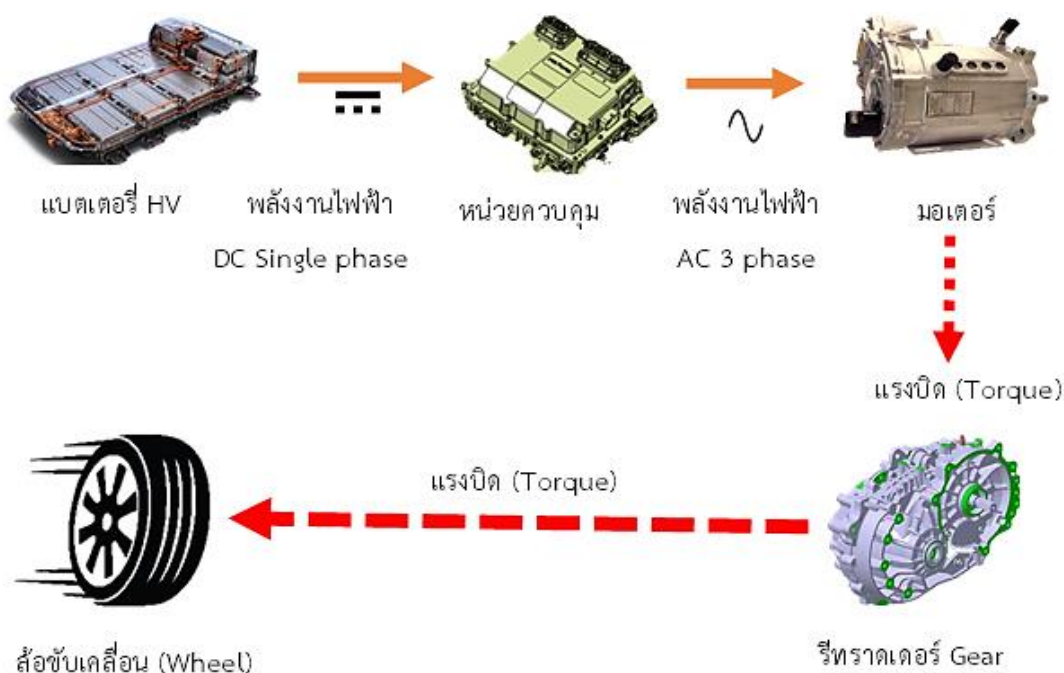 แบตเตอรี่ HV
พลังงานไฟฟ้า
DC Single phase
หน่วยควบคุม
พลังงานไฟฟ้า
AC 3 phase
มอเตอร์
แรงบิด (Torque)
แรงบิด (Torque)
ล้อขับเคลื่อน (Wheel)
รีทราดเดอร์ Gear